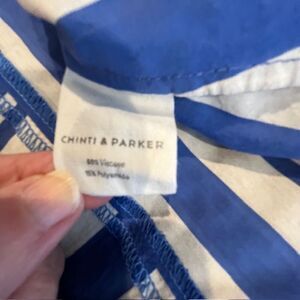 CHINTI & PARKER
85% Viscose
15% Polyamide